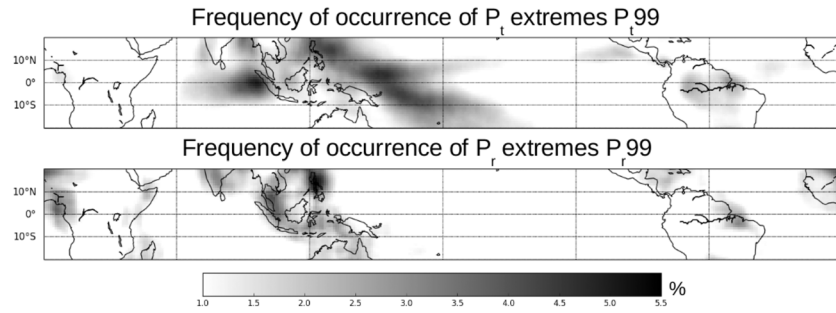 Frequency of occurrence of Pt extremes Pt99
10°N
0°
10°S
Frequency of occurrence of Pr extremes Pr99
10°N
0°
10°S
%
1.0 1.5 2.0 2.5 3.0 3.5 4.0 4.5 5.0 5.5